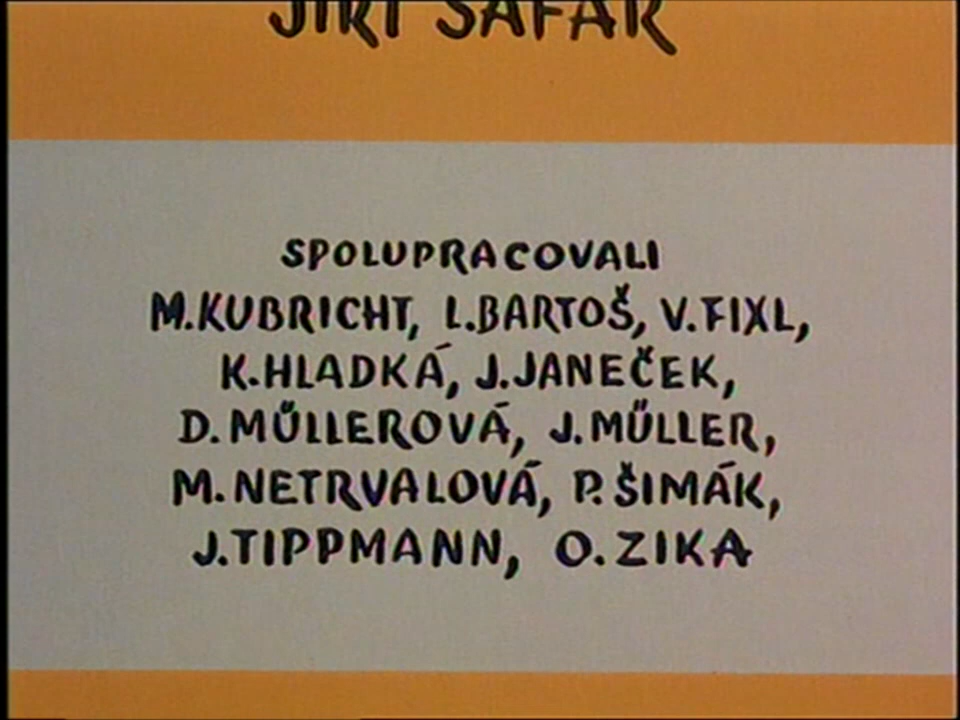 JIŘÍ ŠAFÁŘ
SPOLUPRACOVALI
M. KUBRICHT, L. BARTOŠ, V. FIXL,
K. HLADKÁ, J. JANEČEK,
D. MŰLLEROVÁ, J. MŰLLER,
M. NETRVALOVÁ, P. ŠIMÁK,
J. TIPPMANN, O. ZIKA